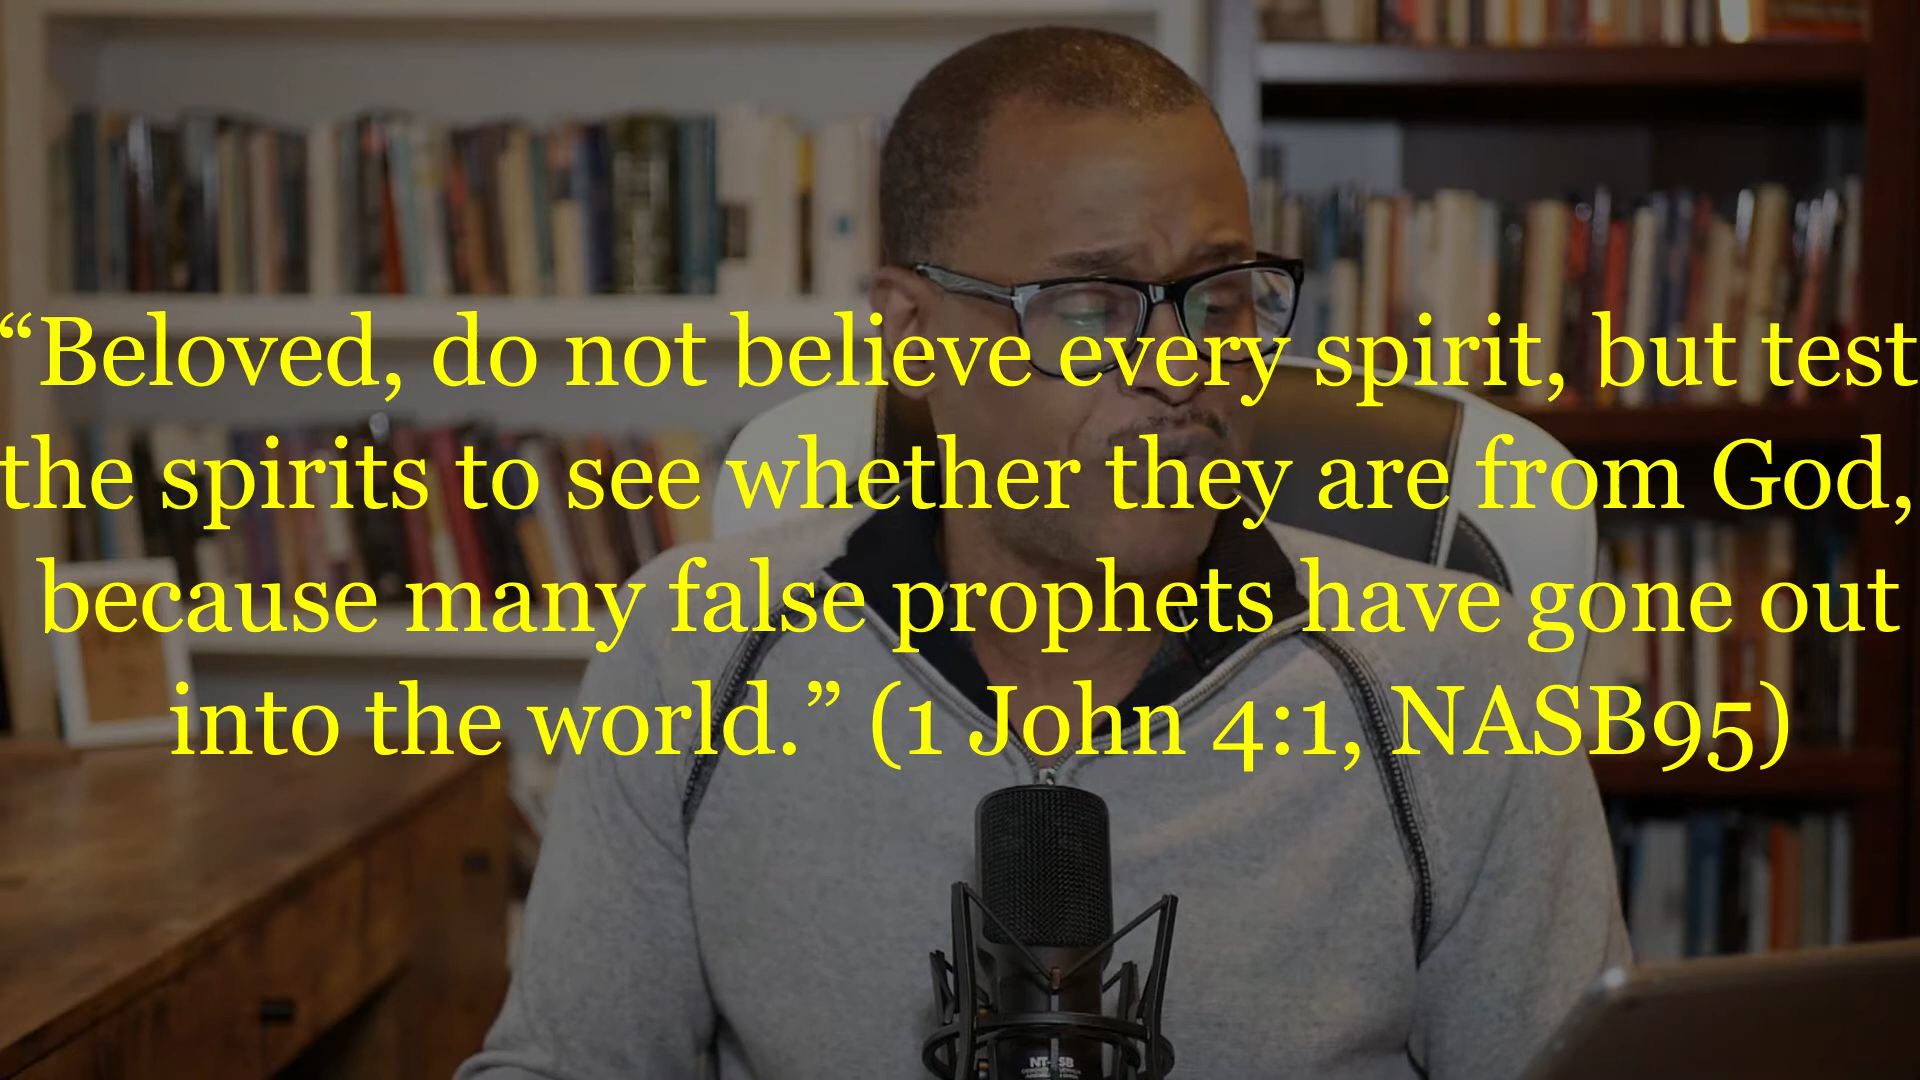 “Beloved, do not believe every spirit, but test
the spirits to see whether they are from God,
because many false prophets have gone out
into the world.” (1 John 4:1, NASB95)